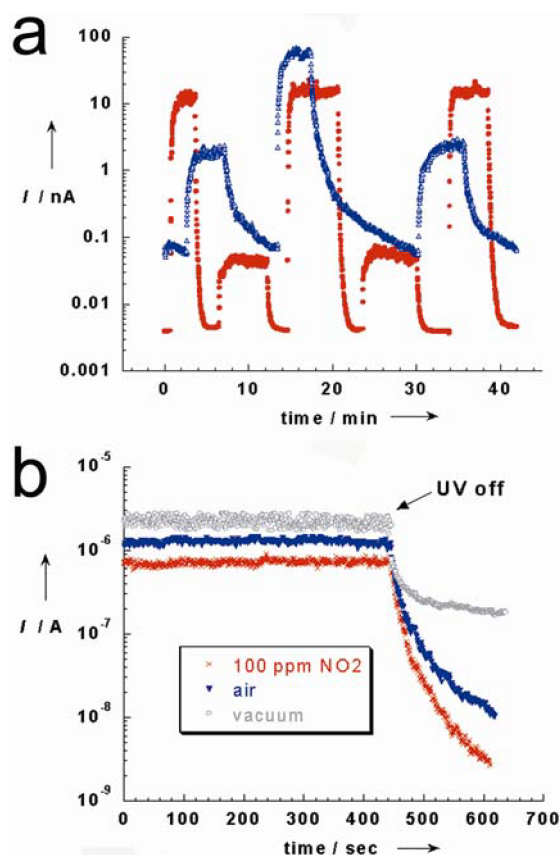 a
100
10
1
0.1
0.01
0.001
I / nA
0 10 20 30 40
time / min
b
10-5
10-6
10-7
10-8
10-9
I / A
UV off
100 ppm NO2
air
vacuum
0 100 200 300 400 500 600 700
time / sec